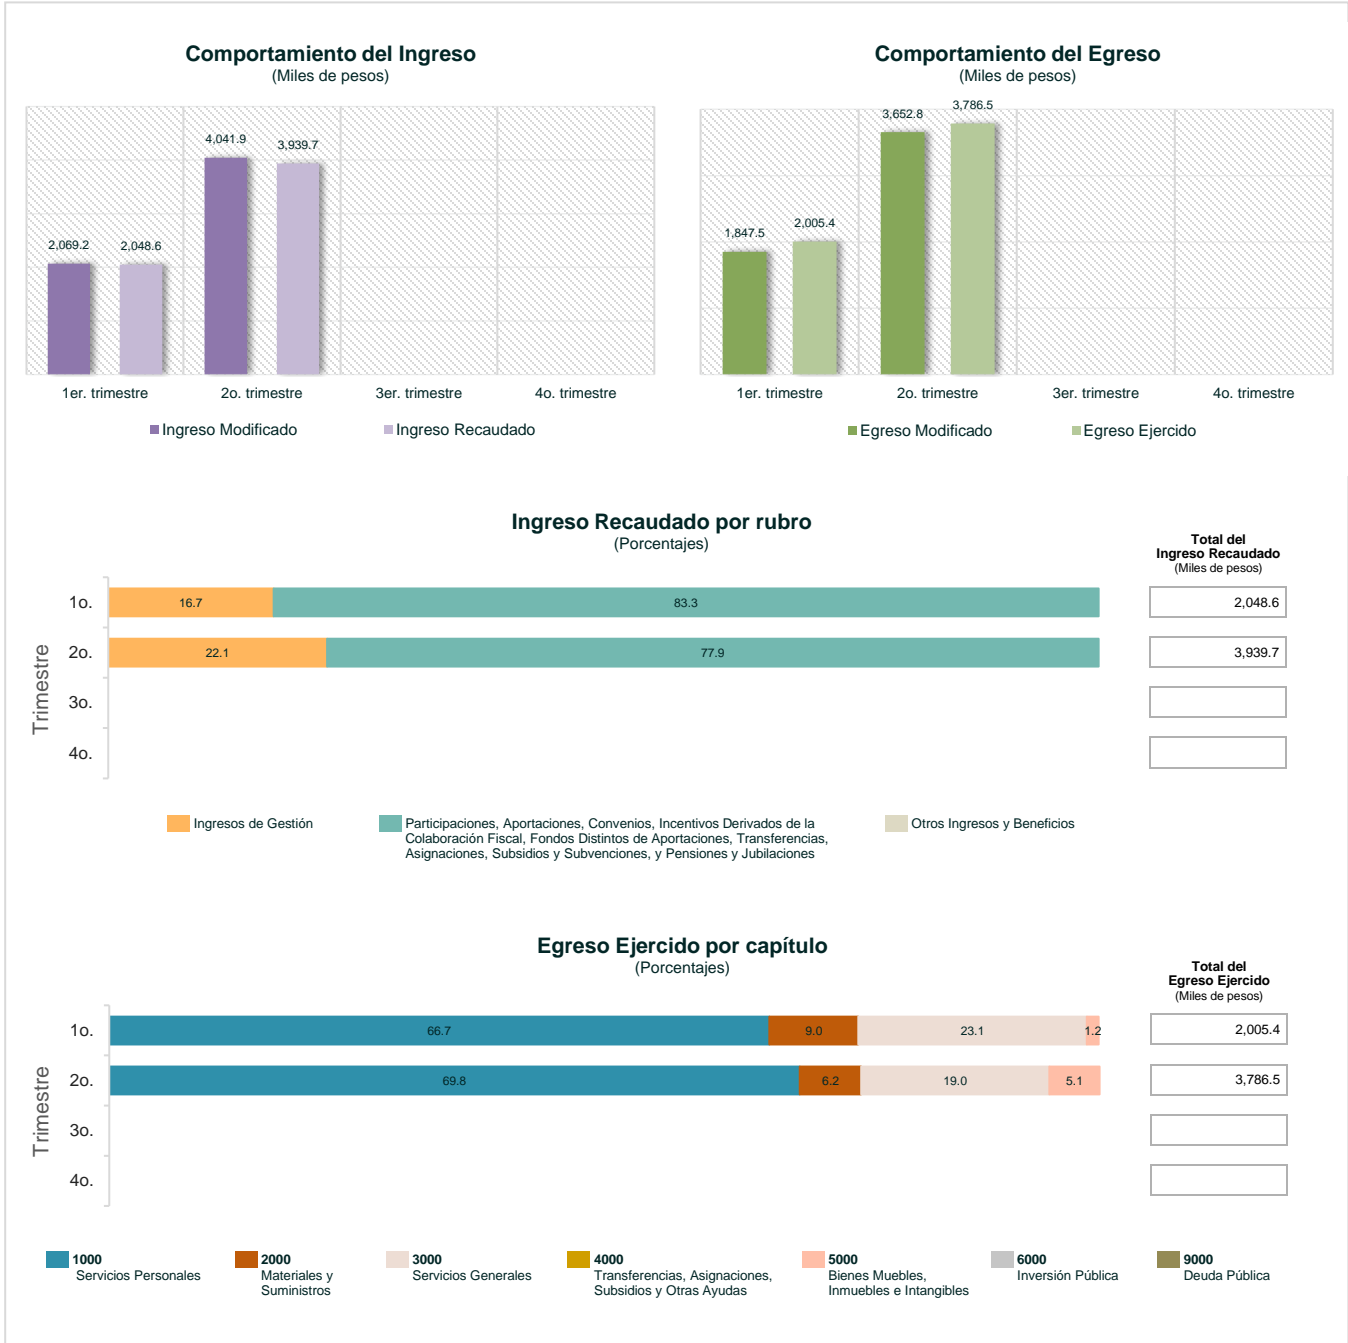 Comportamiento del Ingreso
(Miles de pesos)
4,041.9
3,939.7
2,069.2
2,048.6
1er. trimestre
2o. trimestre
3er. trimestre
4o. trimestre
Ingreso Modificado
Ingreso Recaudado
Comportamiento del Egreso
(Miles de pesos)
3,652.8
3,786.5
1,847.5
2,005.4
1er. trimestre
2o. trimestre
3er. trimestre
4o. trimestre
Egreso Modificado
Egreso Ejercido
Ingreso Recaudado por rubro
(Porcentajes)
Total del
Ingreso Recaudado
(Miles de pesos)
Trimestre
1o.
16.7
83.3
2,048.6
2o.
22.1
77.9
3,939.7
3o.
4o.
Ingresos de Gestión
Participaciones, Aportaciones, Convenios, Incentivos Derivados de la
Colaboración Fiscal, Fondos Distintos de Aportaciones, Transferencias,
Asignaciones, Subsidios y Subvenciones, y Pensiones y Jubilaciones
Otros Ingresos y Beneficios
Egreso Ejercido por capítulo
(Porcentajes)
Total del
Egreso Ejercido
(Miles de pesos)
Trimestre
1o.
66.7
9.0
23.1
1.2
2,005.4
2o.
69.8
6.2
19.0
5.1
3,786.5
3o.
4o.
1000
Servicios Personales
2000
Materiales y
Suministros
3000
Servicios Generales
4000
Transferencias, Asignaciones,
Subsidios y Otras Ayudas
5000
Bienes Muebles,
Inmuebles e Intangibles
6000
Inversión Pública
9000
Deuda Pública